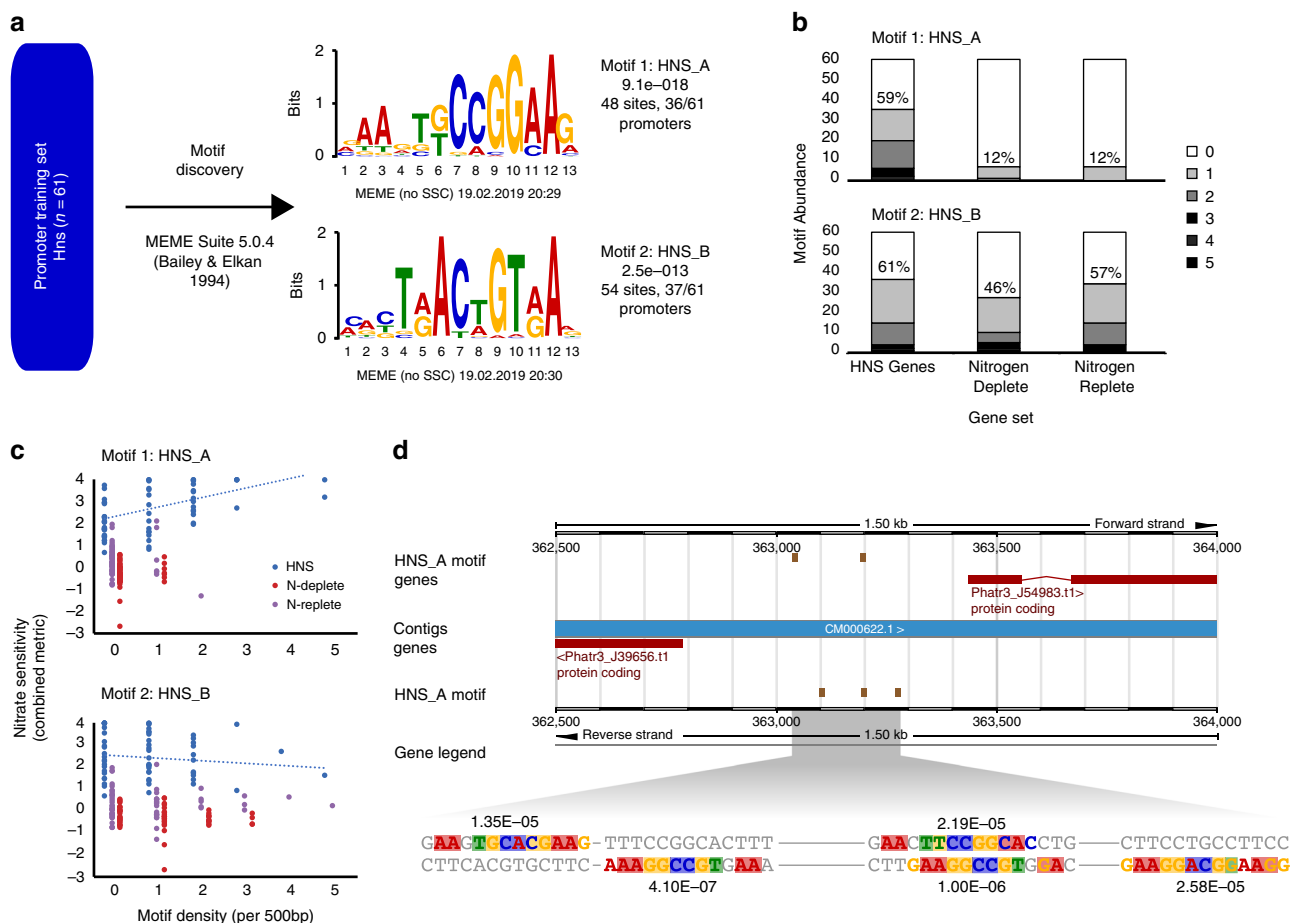 a
Promoter training set
Hns (n = 61)
Motif
discovery
MEME Suite 5.0.4
(Bailey & Elkan
1994)
2
1
0
Bits
1 2 3 4 5 6 7 8 9 10 11 12 13
MEME (no SSC) 19.02.2019 20:29
Motif 1: HNS_A
9.1e–018
48 sites, 36/61
promoters
2
1
0
Bits
1 2 3 4 5 6 7 8 9 10 11 12 13
MEME (no SSC) 19.02.2019 20:30
Motif 2: HNS_B
2.5e–013
54 sites, 37/61
promoters
b
Motif 1: HNS_A
60
50
40
30
20
10
0
59%
12%
12%
Motif 2: HNS_B
60
50
40
30
20
10
0
61%
46%
57%
Motif Abundance
HNS Genes
Nitrogen
Deplete
Nitrogen
Replete
Gene set
0
1
2
3
4
5
c
Motif 1: HNS_A
4
3
2
1
0
–1
–2
–3
0 1 2 3 4 5
HNS
N-deplete
N-replete
Nitrate sensitivity
(combined metric)
Motif 2: HNS_B
4
3
2
1
0
–1
–2
–3
0 1 2 3 4 5
Motif density (per 500bp)
d
1.50 kb
Forward strand
362,500 363,000 363,500 364,000
HNS_A motif
genes
Phatr3_J54983.t1>
protein coding
Contigs
genes
CM000622.1 >
<Phatr3_J39656.t1
protein coding
HNS_A motif
362,500 363,000 363,500 364,000
Gene legend
Reverse strand
1.50 kb
1.35E–05
2.19E–05
GAAGTGCACGAAG-TTTCCGGCACTTT GAACTTCCGGCACCTG CTTCCTGCCTTCC
CTTCACGTGCTTC-AAAGGCCGTGAAA CTTGAAGGCCGTGGAC GAAGGACGGAAGG
4.10E–07
1.00E–06
2.58E–05